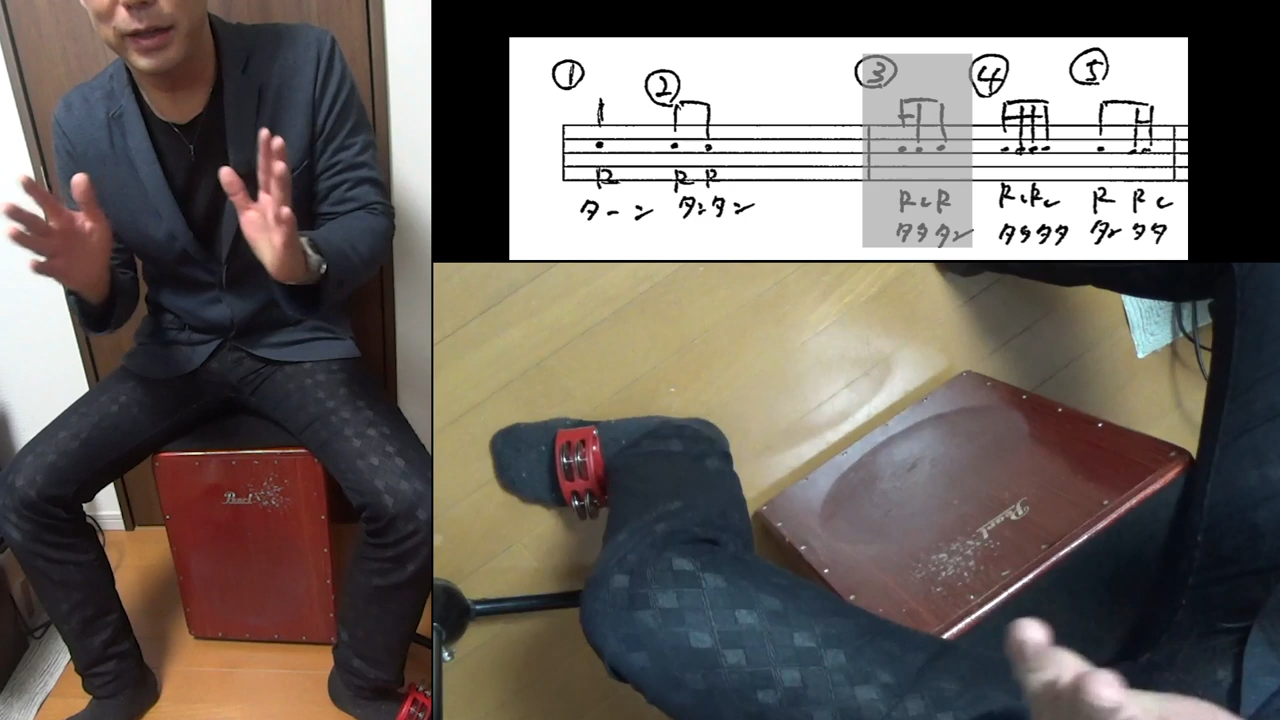 ① ② ③ ④ ⑤
R R R R L R R L R L R R L
ターン タンタン タタタン タタタタ タンタタ
Pearl
Pearl